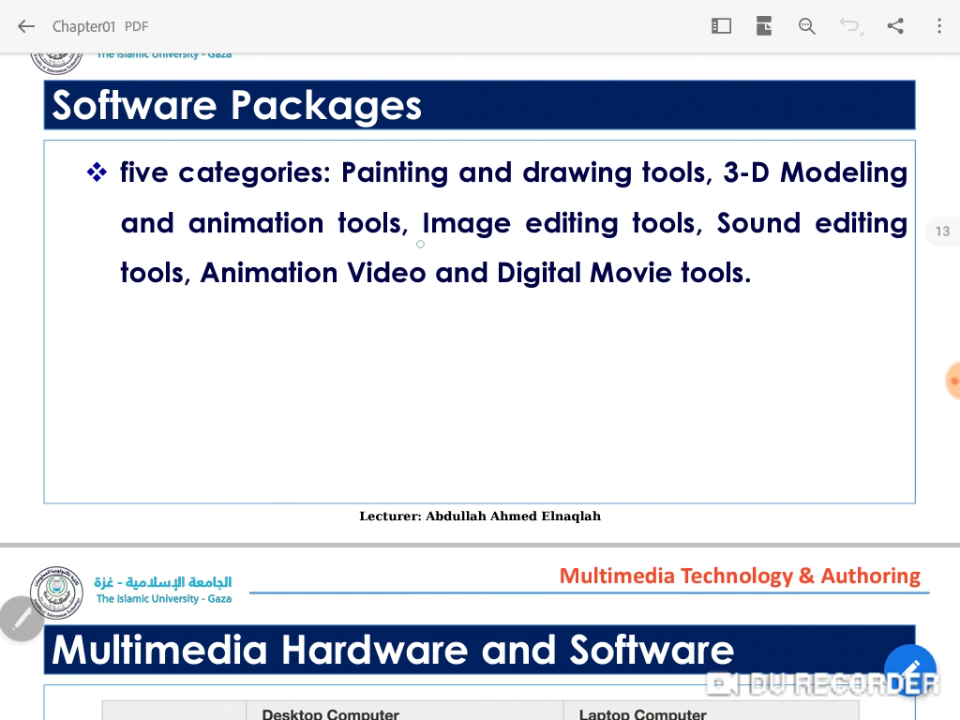 Chapter01 PDF
The Islamic University - Gaza
Software Packages
❖ five categories: Painting and drawing tools, 3-D Modeling
and animation tools, Image editing tools, Sound editing
tools, Animation Video and Digital Movie tools.
13
Lecturer: Abdullah Ahmed Elnaqlah
الجامعة الإسلامية - غزة
The Islamic University - Gaza
Multimedia Technology & Authoring
Multimedia Hardware and Software
DU RECORDER
Desktop Computer Laptop Computer